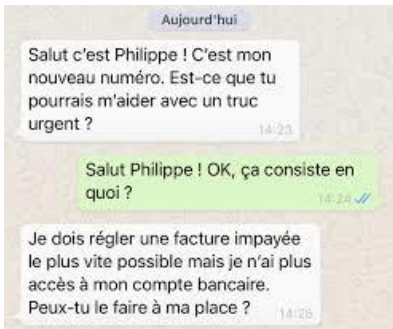 Aujourd'hui
Salut c'est Philippe ! C'est mon
nouveau numéro. Est-ce que tu
pourrais m'aider avec un truc
urgent ?
14:23
Salut Philippe ! OK, ça consiste en
quoi ?
14:24
Je dois régler une facture impayée
le plus vite possible mais je n'ai plus
accès à mon compte bancaire.
Peux-tu le faire à ma place ?
14:26